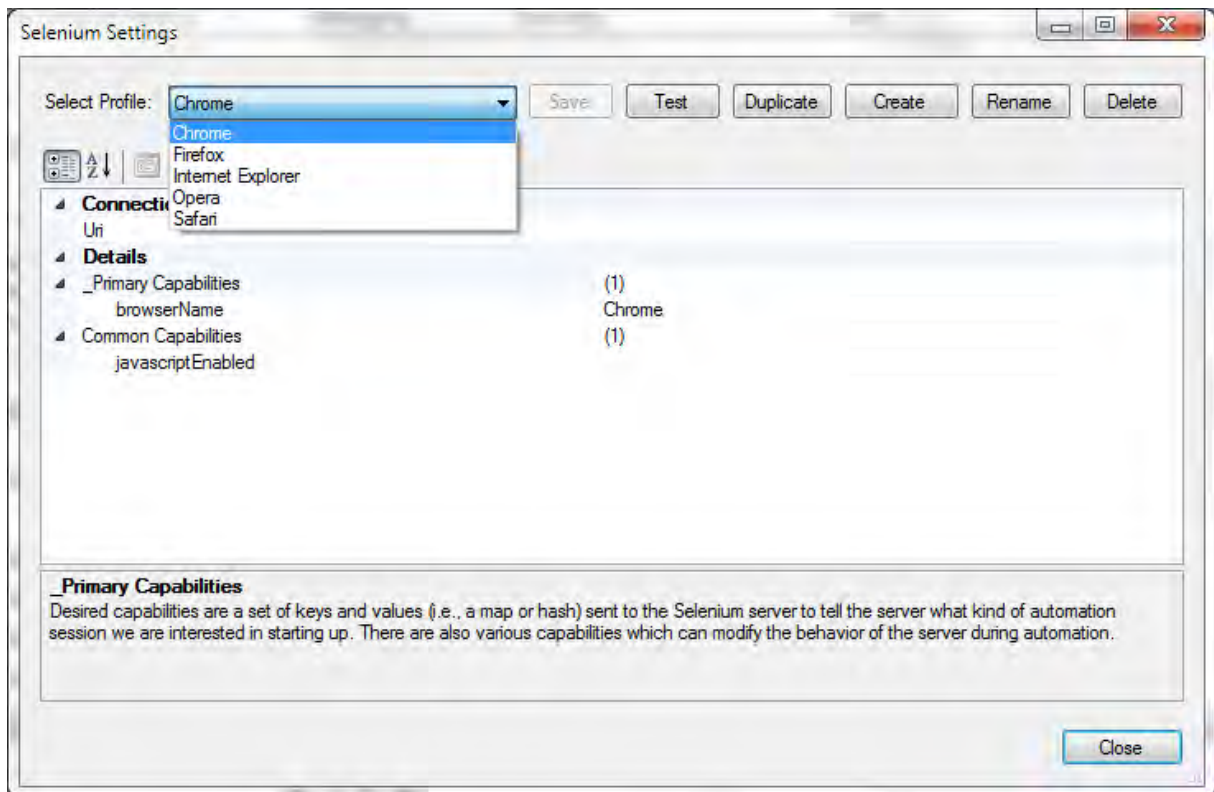 Selenium Settings
Select Profile: Chrome Save Test Duplicate Create Rename Delete
Chrome
Firefox
Internet Explorer
Opera
Safari
Uri
Details
_Primary Capabilities (1)
browserName Chrome
Common Capabilities (1)
javascriptEnabled
_Primary Capabilities
Desired capabilities are a set of keys and values (i.e., a map or hash) sent to the Selenium server to tell the server what kind of automation
session we are interested in starting up. There are also various capabilities which can modify the behavior of the server during automation.
Close